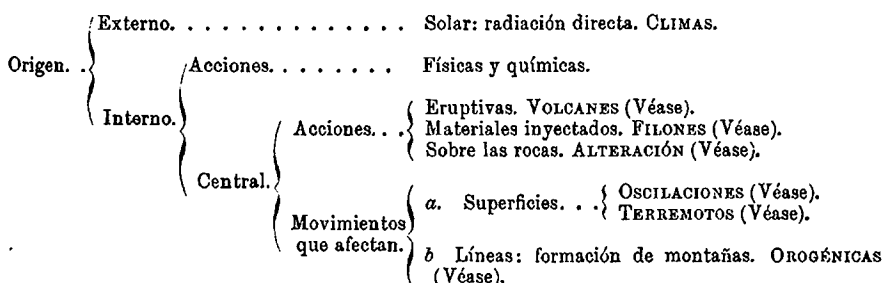 Externo. . . . . . . . . . . . . . . Solar: radiación directa. CLIMAS.
Origen. .
Acciones. . . . . . . . Físicas y químicas.
Interno.
Eruptivas. VOLCANES (Véase).
Acciones. . . Materiales inyectados. FILONES (Véase).
Sobre las rocas. ALTERACIÓN (Véase).
Central.
a. Superficies. . . OSCILACIONES (Véase).
TERREMOTOS (Véase).
Movimientos
que afectan.
b Líneas: formación de montañas. OROGÉNICAS
(Véase).